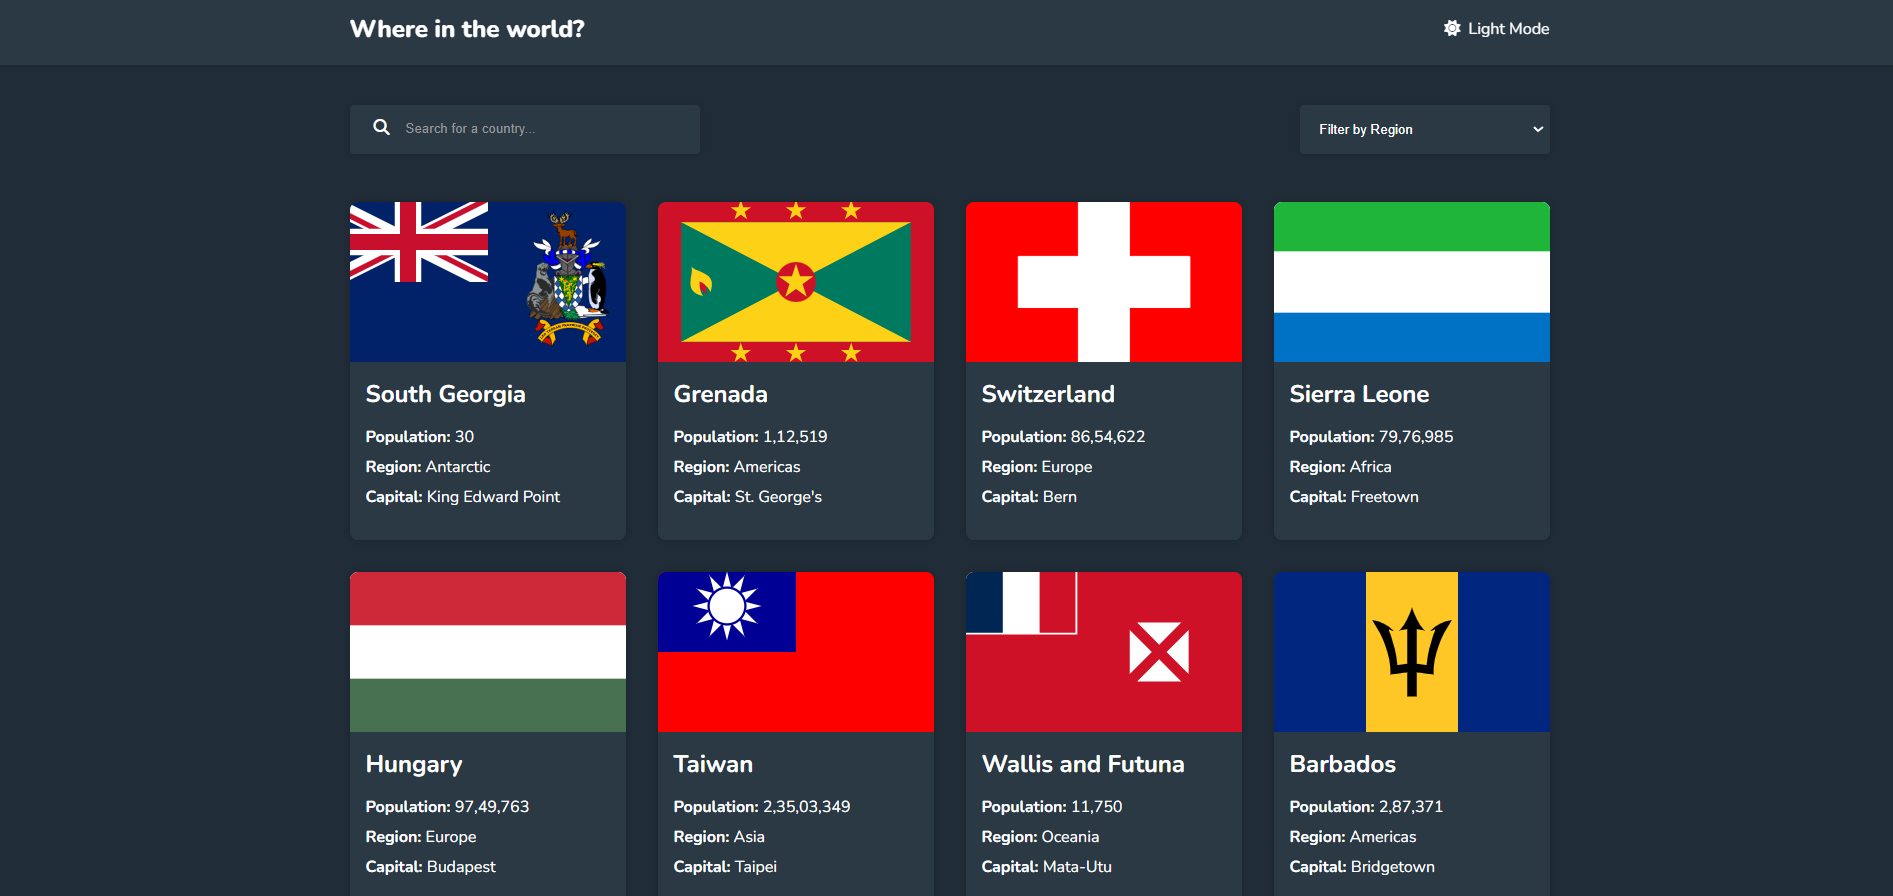 Where in the world?
Light Mode
Search for a country...
Filter by Region
South Georgia
Population: 30
Region: Antarctic
Capital: King Edward Point
Grenada
Population: 1,12,519
Region: Americas
Capital: St. George's
Switzerland
Population: 86,54,622
Region: Europe
Capital: Bern
Sierra Leone
Population: 79,76,985
Region: Africa
Capital: Freetown
Hungary
Population: 97,49,763
Region: Europe
Capital: Budapest
Taiwan
Population: 2,35,03,349
Region: Asia
Capital: Taipei
Wallis and Futuna
Population: 11,750
Region: Oceania
Capital: Mata-Utu
Barbados
Population: 2,87,371
Region: Americas
Capital: Bridgetown